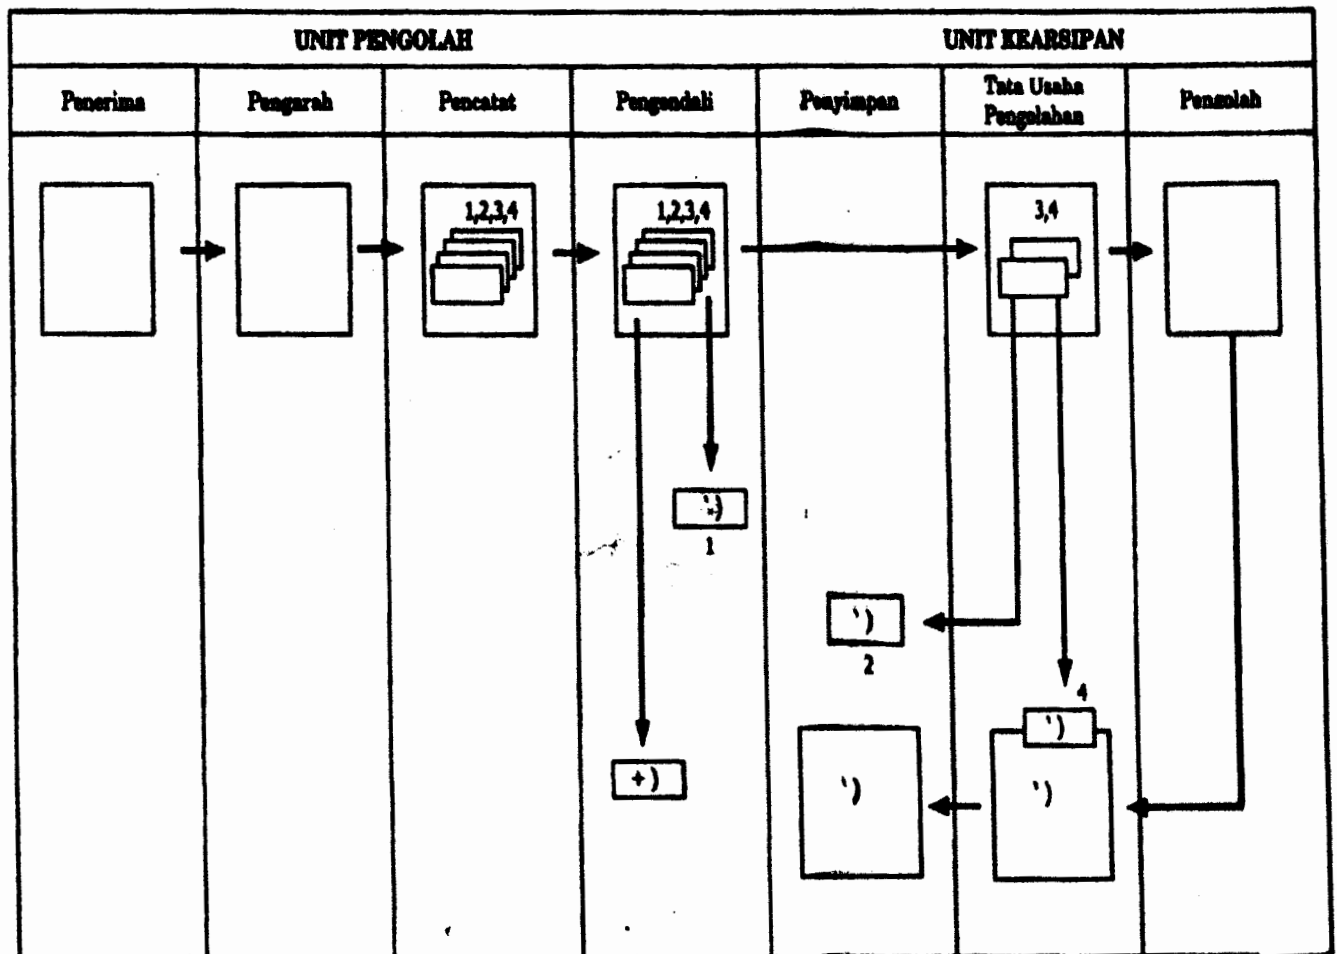 UNIT PENGOLAH UNIT KEARSIPAN
Penerima Pengarah Pencatat Pengendali Penyimpan Tata Usaha Pengolahan Pengolah
1,2,3,4 1,2,3,4 3,4
1
2
4
+)